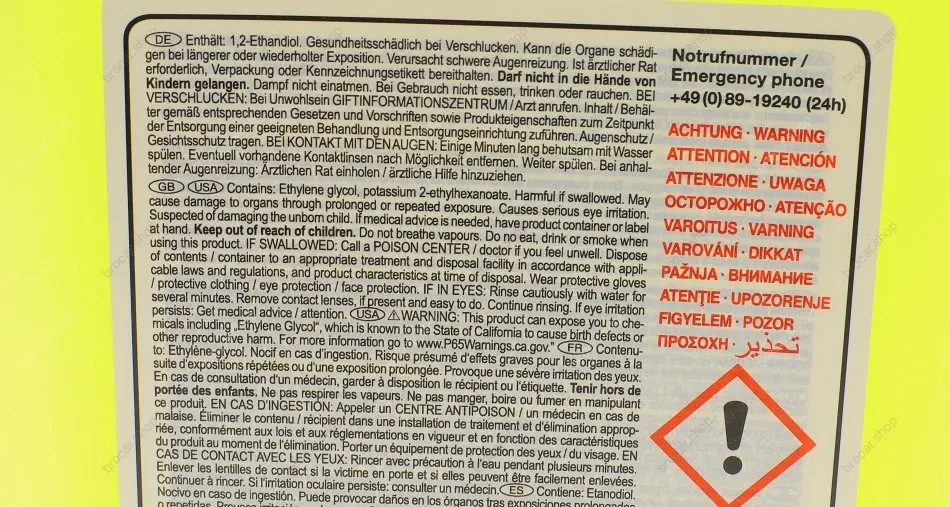 DE Enthält: 1,2-Ethandiol. Gesundheitsschädlich bei Verschlucken. Kann die Organe schädi-
gen bei längerer oder wiederholter Exposition. Verursacht schwere Augenreizung. Ist ärztlicher Rat
erforderlich, Verpackung oder Kennzeichnungsetikett bereithalten. Darf nicht in die Hände von
Kindern gelangen. Dampf nicht einatmen. Bei Gebrauch nicht essen, trinken oder rauchen. BEI
VERSCHLUCKEN: Bei Unwohlsein GIFTINFORMATIONSZENTRUM / Arzt anrufen. Inhalt / Behäl-
ter gemäß entsprechenden Gesetzen und Vorschriften sowie Produkteigenschaften zum Zeitpunkt
der Entsorgung einer geeigneten Behandlung und Entsorgungseinrichtung zuführen. Augenschutz /
Gesichtsschutz tragen. BEI KONTAKT MIT DEN AUGEN: Einige Minuten lang behutsam mit Wasser
spülen. Eventuell vorhandene Kontaktlinsen nach Möglichkeit entfernen. Weiter spülen. Bei anhal-
tender Augenreizung: Ärztlichen Rat einholen / ärztliche Hilfe hinzuziehen.
GB USA Contains: Ethylene glycol, potassium 2-ethylhexanoate. Harmful if swallowed. May
cause damage to organs through prolonged or repeated exposure. Causes serious eye irritation.
Suspected of damaging the unborn child. If medical advice is needed, have product container or label
at hand. Keep out of reach of children. Do not breathe vapours. Do no eat, drink or smoke when
using this product. IF SWALLOWED: Call a POISON CENTER / doctor if you feel unwell. Dispose
of contents / container to an appropriate treatment and disposal facility in accordance with appli-
cable laws and regulations, and product characteristics at time of disposal. Wear protective gloves
/ protective clothing / eye protection / face protection. IF IN EYES: Rinse cautiously with water for
several minutes. Remove contact lenses, if present and easy to do. Continue rinsing. If eye irritation
persists: Get medical advice / attention. USA ⚠WARNING: This product can expose you to che-
micals including „Ethylene Glycol“, which is known to the State of California to cause birth defects or
other reproductive harm. For more information go to www.P65Warnings.ca.gov.“ FR Contenu-
to: Ethylene-glycol. Nocif en cas d'ingestion. Risque présumé d'effets graves pour les organes à la
suite d'expositions répétées ou d'une exposition prolongée. Provoque une sévère irritation des yeux.
En cas de consultation d'un médecin, garder à disposition le récipient ou l'étiquette. Tenir hors de
portée des enfants. Ne pas respirer les vapeurs. Ne pas manger, boire ou fumer en manipulant
ce produit. EN CAS D'INGESTION: Appeler un CENTRE ANTIPOISON / un médecin en cas de
malaise. Éliminer le contenu / récipient dans une installation de traitement et d'élimination approp-
riée, conformément aux lois et aux réglementations en vigueur et en fonction des caractéristiques
du produit au moment de l'élimination. Porter un équipement de protection des yeux / du visage. EN
CAS DE CONTACT AVEC LES YEUX: Rincer avec précaution à l'eau pendant plusieurs minutes.
Enlever les lentilles de contact si la victime en porte et si elles peuvent être facilement enlevées.
Continuer à rincer. Si l'irritation oculaire persiste: consulter un médecin. ES Contiene: Etanodiol.
Nocivo en caso de ingestión. Puede provocar daños en los órganos tras exposiciones prolongadas
o repetidas. Provoca
Notrufnummer /
Emergency phone
+49 (0) 89-19240 (24h)
ACHTUNG · WARNING
ATTENTION · ATENCIÓN
ATTENZIONE · UWAGA
ОСТОРОЖНО · ATENÇÃO
VAROITUS · VARNING
VAROVÁNÍ · DIKKAT
PAŽNJA · ВНИМАНИЕ
ATENŢIE · UPOZORENJE
FIGYELEM · POZOR
ΠΡΟΣΟΧΗ · تحذير
brocar.shop